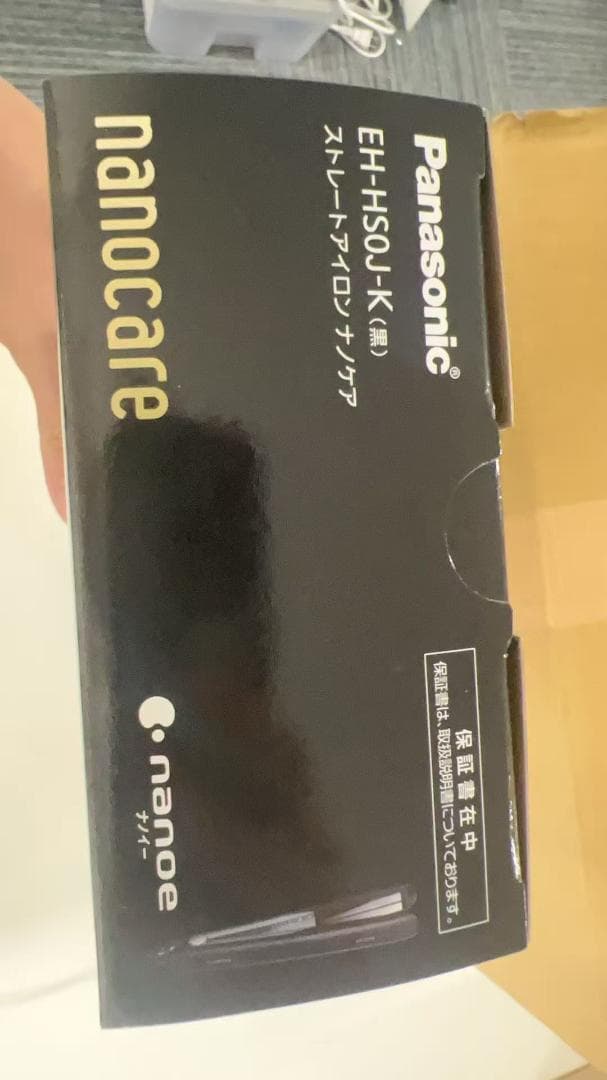 Panasonic®
EH-HS0J-K(黒)
ストレートアイロン ナノケア
nanocare
保証書在中
保証書は、取扱説明書についております。
nanoe
ナノイー